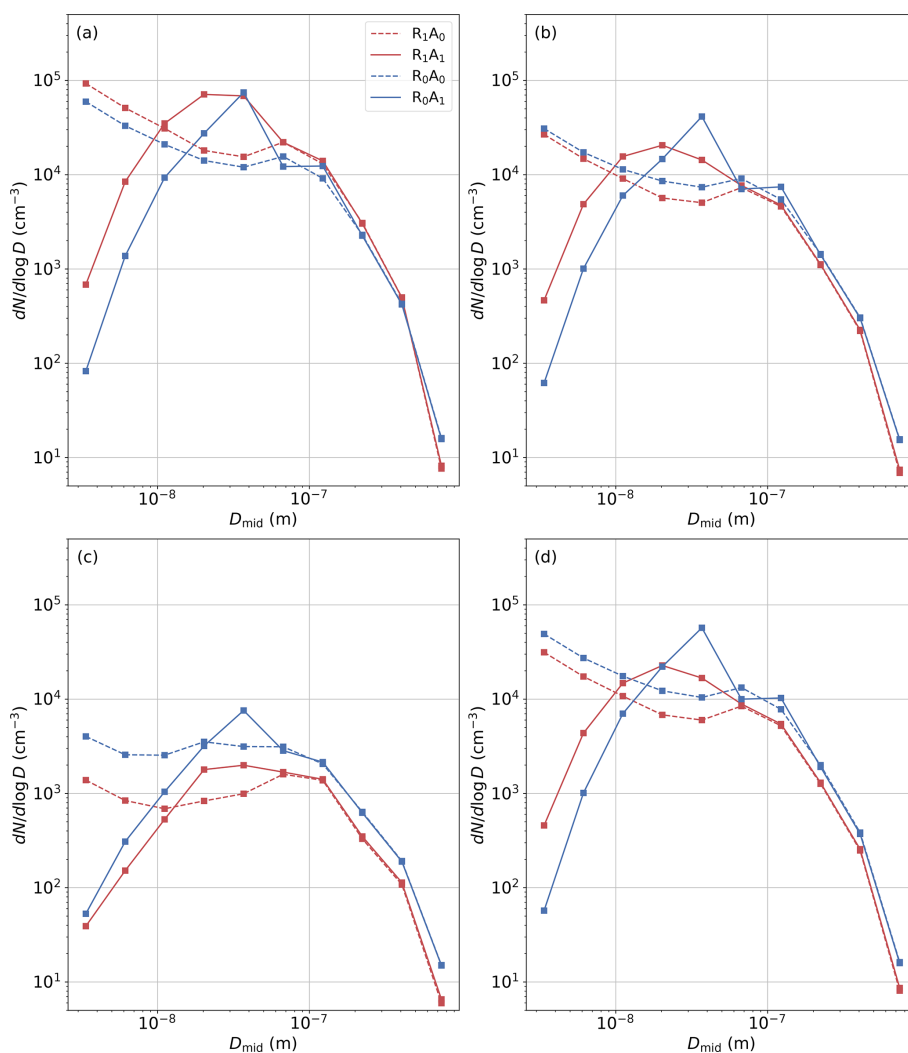 (a)
R₁A₀
R₁A₁
R₀A₀
R₀A₁
10⁵
10⁴
10³
10²
10¹
dN/dlog D (cm⁻³)
10⁻⁸
10⁻⁷
D_mid (m)
(b)
10⁵
10⁴
10³
10²
10¹
dN/dlog D (cm⁻³)
10⁻⁸
10⁻⁷
D_mid (m)
(c)
10⁵
10⁴
10³
10²
10¹
dN/dlog D (cm⁻³)
10⁻⁸
10⁻⁷
D_mid (m)
(d)
10⁵
10⁴
10³
10²
10¹
dN/dlog D (cm⁻³)
10⁻⁸
10⁻⁷
D_mid (m)